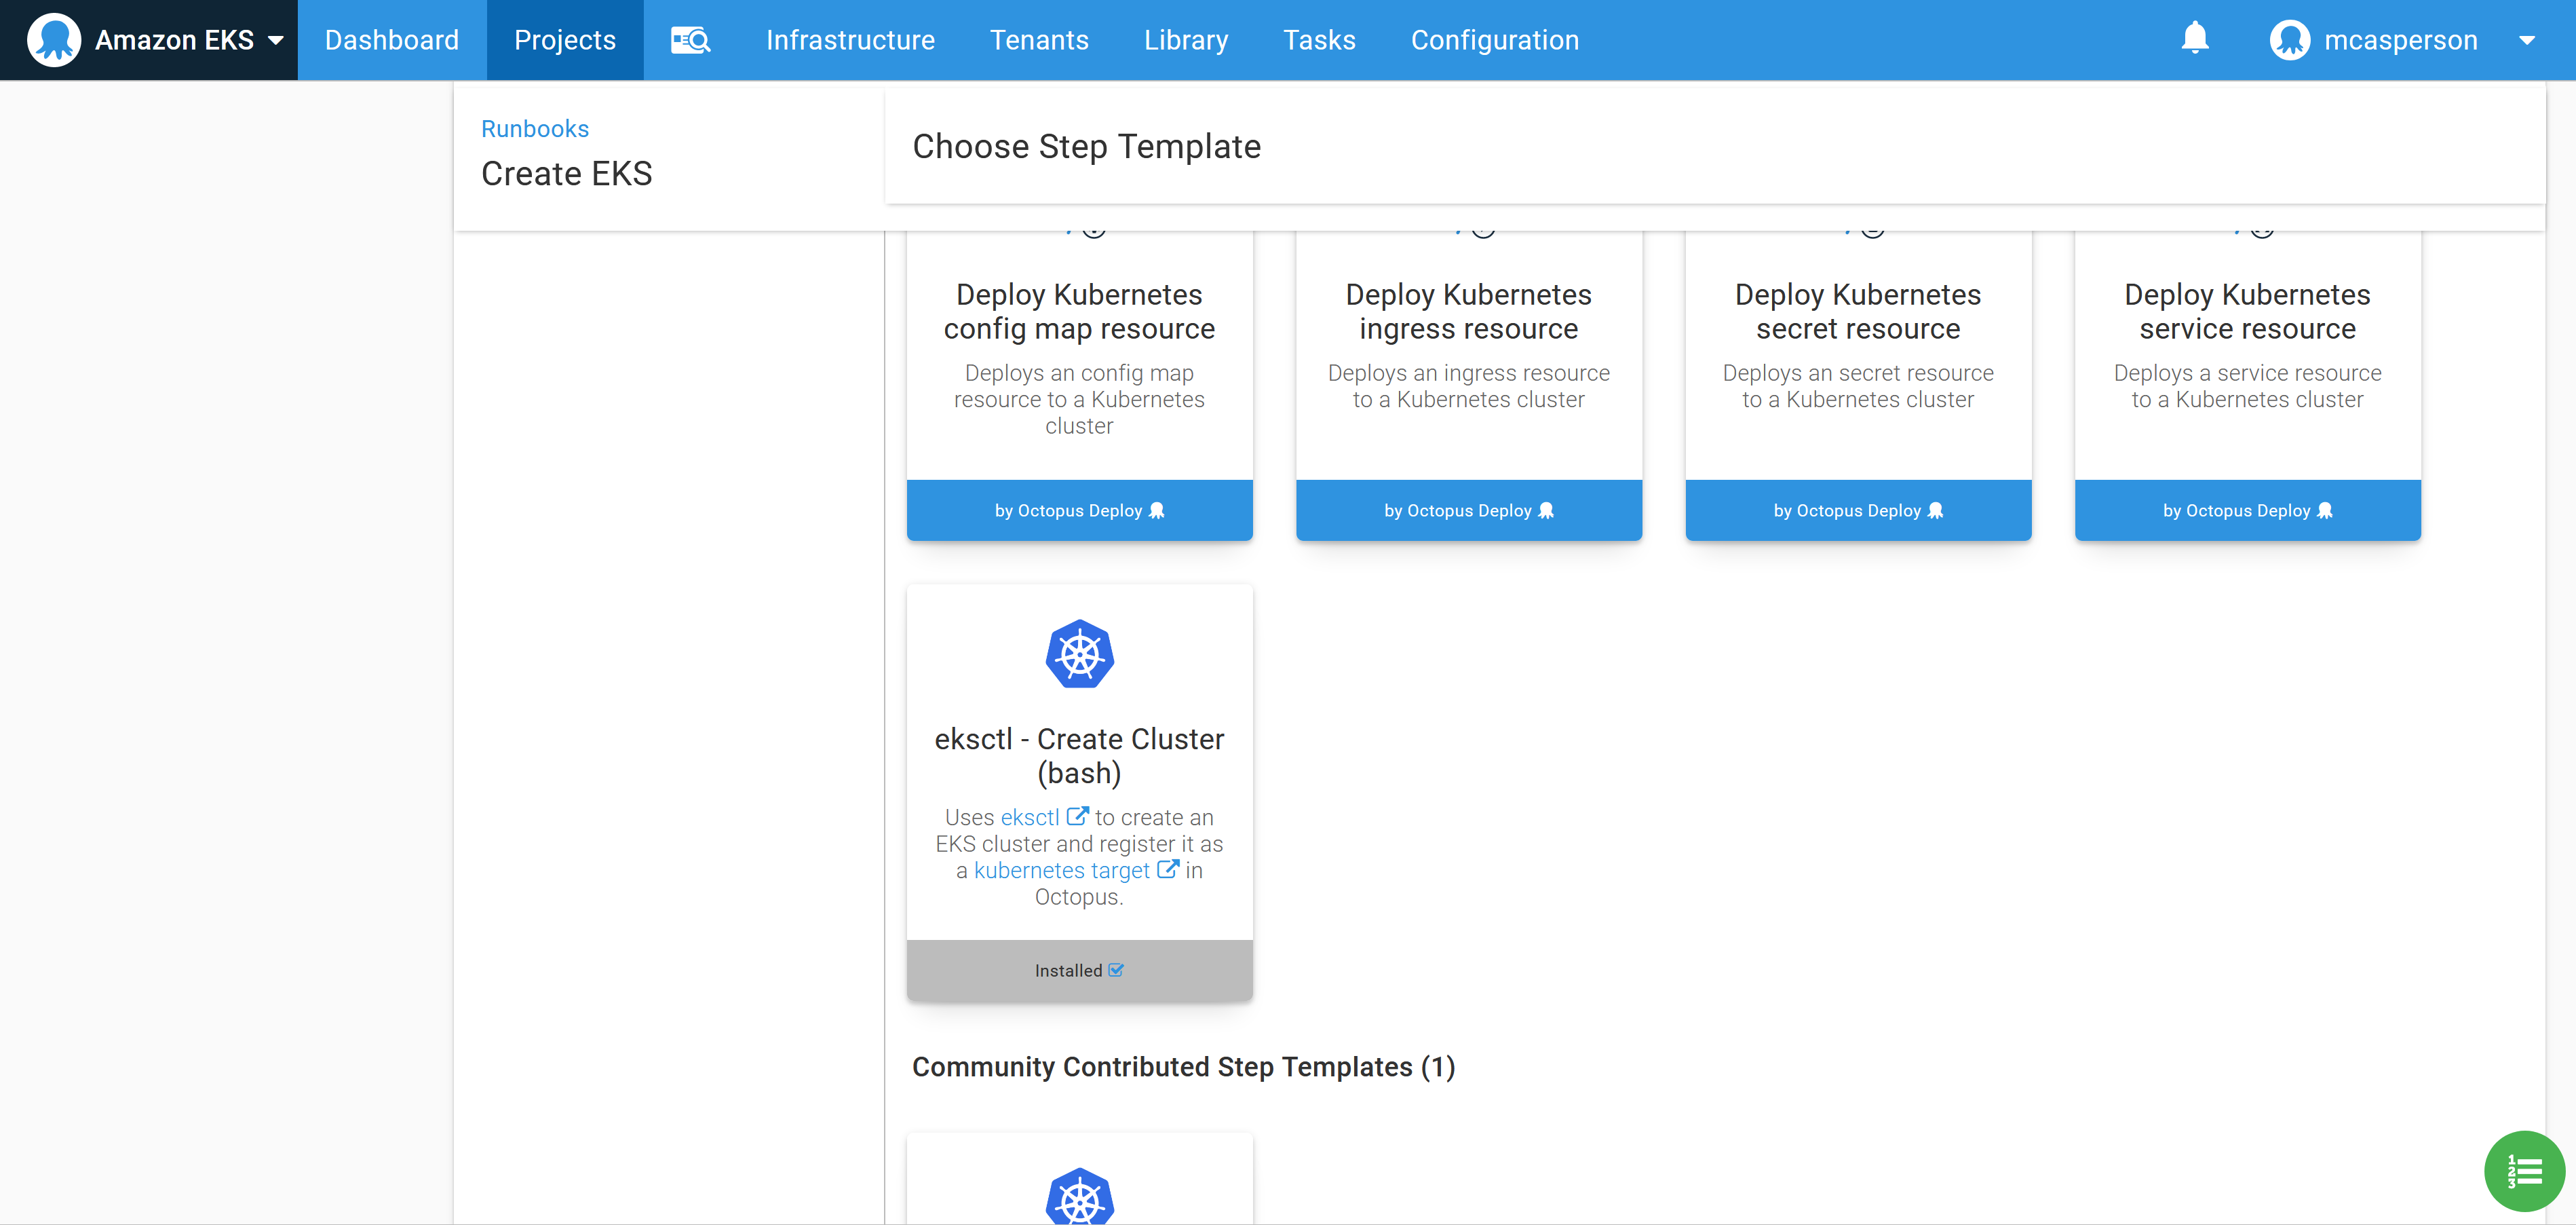 Amazon EKS
Dashboard
Projects
Infrastructure
Tenants
Library
Tasks
Configuration
mcasperson
Runbooks
Create EKS
Choose Step Template
Deploy Kubernetes
config map resource
Deploys an config map
resource to a Kubernetes
cluster
by Octopus Deploy
Deploy Kubernetes
ingress resource
Deploys an ingress resource
to a Kubernetes cluster
by Octopus Deploy
Deploy Kubernetes
secret resource
Deploys an secret resource
to a Kubernetes cluster
by Octopus Deploy
Deploy Kubernetes
service resource
Deploys a service resource
to a Kubernetes cluster
by Octopus Deploy
eksctl - Create Cluster
(bash)
Uses eksctl to create an
EKS cluster and register it as
a kubernetes target in
Octopus.
Installed
Community Contributed Step Templates (1)
1
2
3